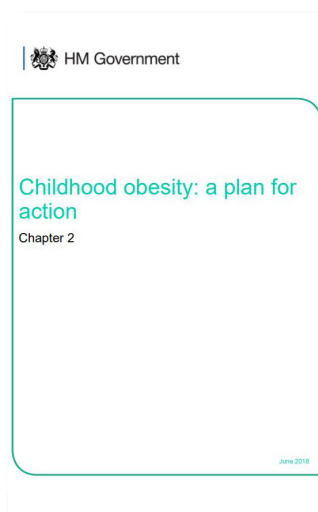 HM Government
Childhood obesity: a plan for
action
Chapter 2
June 2018